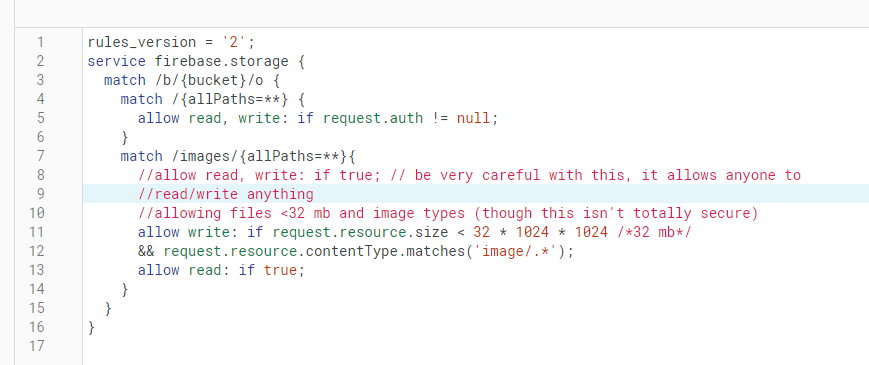 1 rules_version = '2';
2 service firebase.storage {
3 match /b/{bucket}/o {
4 match /{allPaths=**} {
5 allow read, write: if request.auth != null;
6 }
7 match /images/{allPaths=**}{
8 //allow read, write: if true; // be very careful with this, it allows anyone to
9 //read/write anything
10 //allowing files <32 mb and image types (though this isn't totally secure)
11 allow write: if request.resource.size < 32 * 1024 * 1024 /*32 mb*/
12 && request.resource.contentType.matches('image/.*');
13 allow read: if true;
14 }
15 }
16 }
17